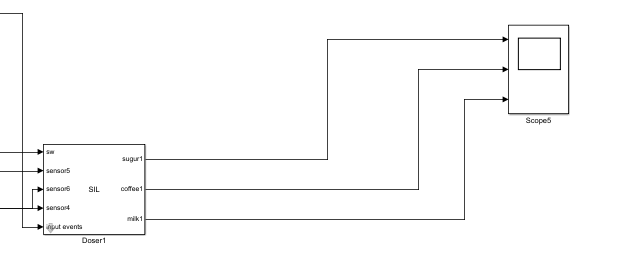 Scope5
sw
sensor5
sensor6
sensor4
input events
SIL
sugur1
coffee1
milk1
Doser1